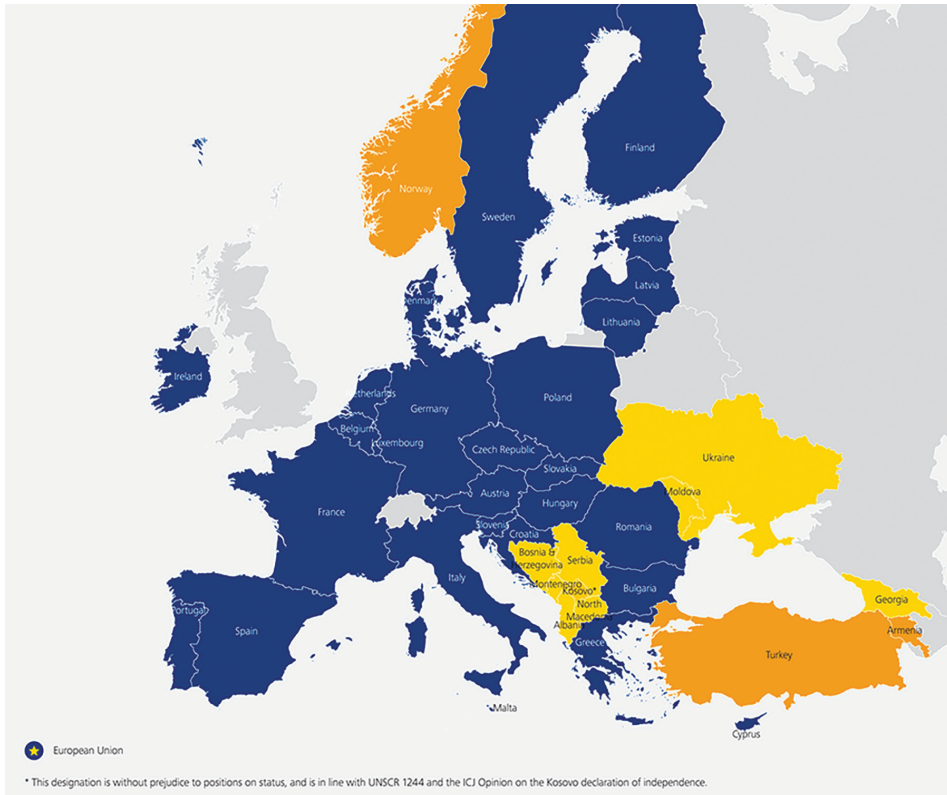 Finland
Norway
Sweden
Estonia
Latvia
Denmar
Lithuania
Ireland
etherlands
Poland
Germany
Belgium
Luxembourg
Czech Republic
Ukraine
Slovakia
Moldova
Austria
Hungary
France
Slovenia
Romania
Croatia
Bosnia &
Herzegovina
Serbia
Italy
Montenegro
Kosovo*
Bulgaria
Georgia
North
Macedonia
Portugal
Albani
Armenia
Spain
Greece
Turkey
Malta
Cyprus
European Union
* This designation is without prejudice to positions on status, and is in line with UNSCR 1244 and the ICJ Opinion on the Kosovo declaration of independence.